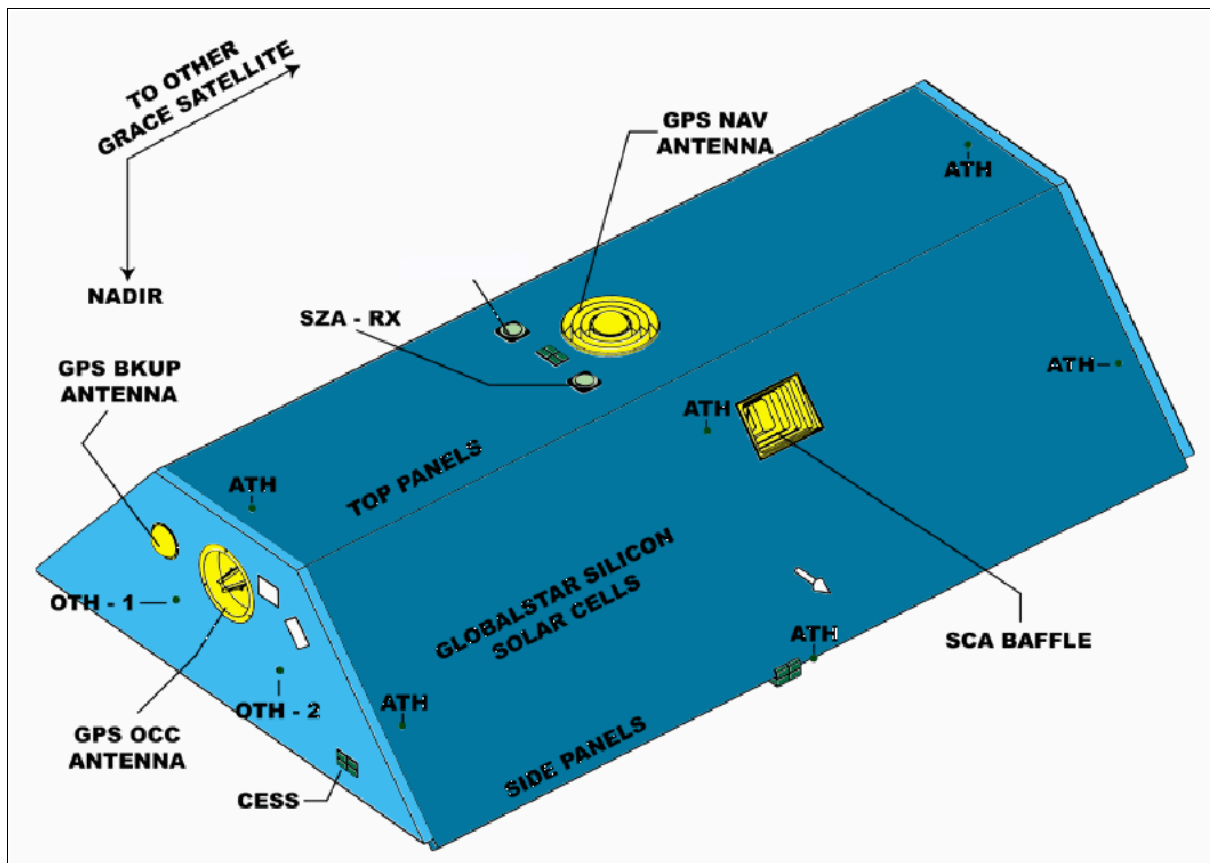 TO OTHER
GRACE SATELLITE
NADIR
GPS NAV
ANTENNA
ATH
SZA - RX
GPS BKUP
ANTENNA
ATH
ATH
TOP PANELS
ATH
OTH - 1
GLOBALSTAR SILICON
SOLAR CELLS
ATH
SCA BAFFLE
OTH - 2
ATH
GPS OCC
ANTENNA
SIDE PANELS
CESS